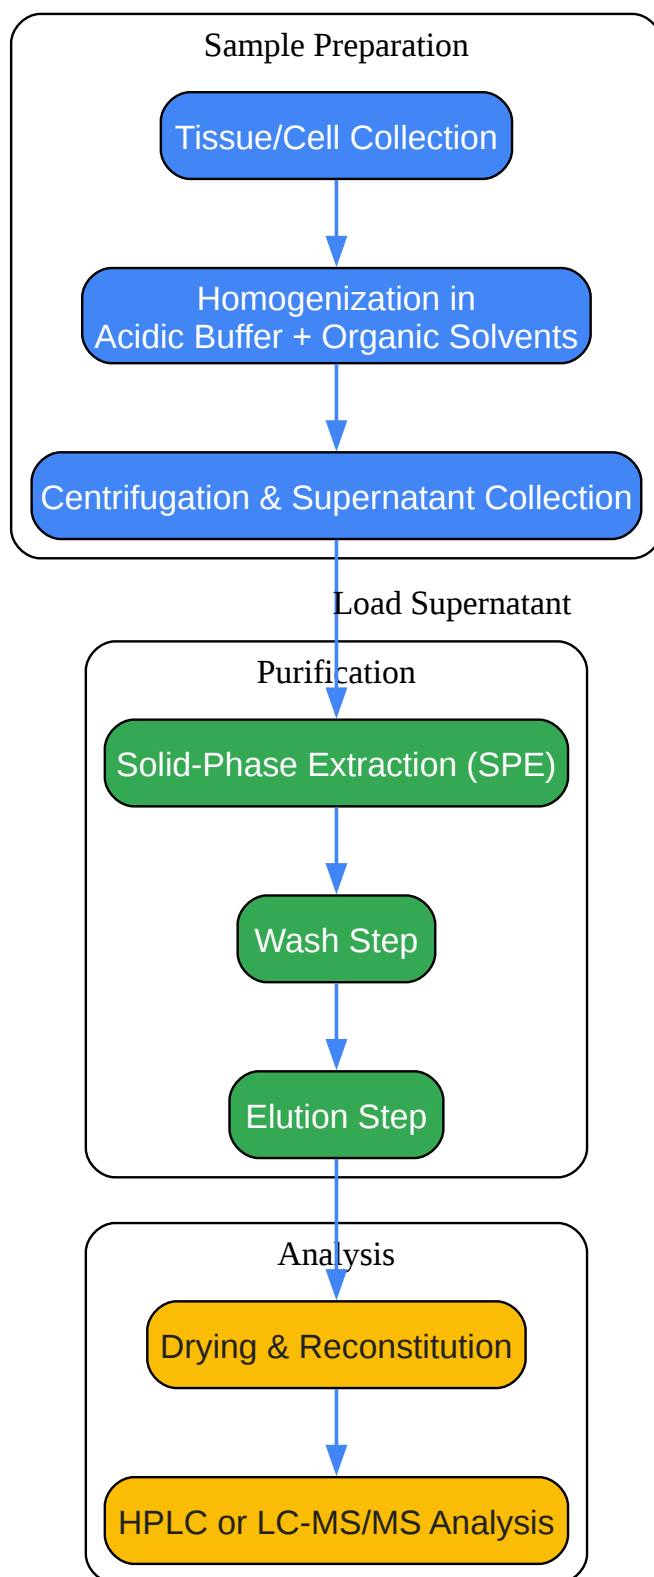 Sample Preparation
Tissue/Cell Collection
Homogenization in
Acidic Buffer + Organic Solvents
Centrifugation & Supernatant Collection
Load Supernatant
Purification
Solid-Phase Extraction (SPE)
Wash Step
Elution Step
Analysis
Drying & Reconstitution
HPLC or LC-MS/MS Analysis